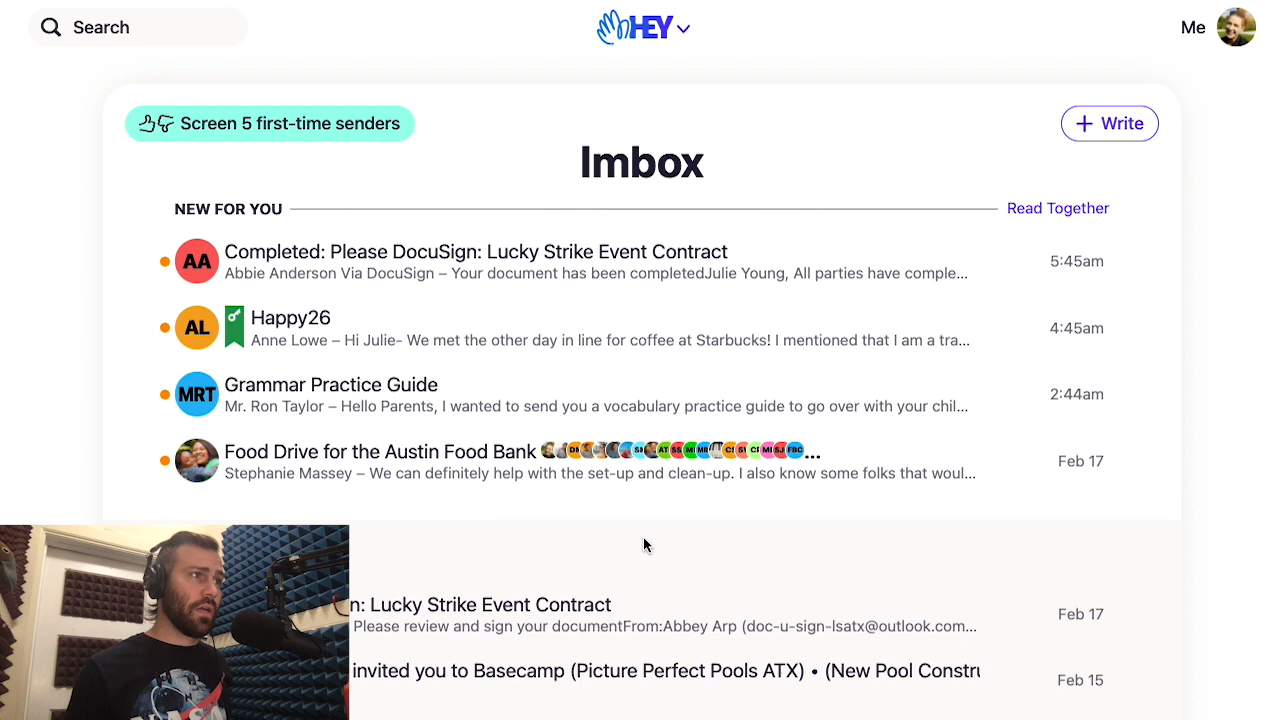 Search
HEY
Me
Screen 5 first-time senders
+ Write
Imbox
NEW FOR YOU
Read Together
AA
Completed: Please DocuSign: Lucky Strike Event Contract
Abbie Anderson Via DocuSign – Your document has been completedJulie Young, All parties have comple...
5:45am
AL
Happy26
Anne Lowe – Hi Julie- We met the other day in line for coffee at Starbucks! I mentioned that I am a tra...
4:45am
MRT
Grammar Practice Guide
Mr. Ron Taylor – Hello Parents, I wanted to send you a vocabulary practice guide to go over with your chil...
2:44am
Food Drive for the Austin Food Bank
AT SS
FBC ...
Stephanie Massey – We can definitely help with the set-up and clean-up. I also know some folks that woul...
Feb 17
n: Lucky Strike Event Contract
Please review and sign your documentFrom:Abbey Arp (doc-u-sign-lsatx@outlook.com...
Feb 17
invited you to Basecamp (Picture Perfect Pools ATX) • (New Pool Constru
Feb 15